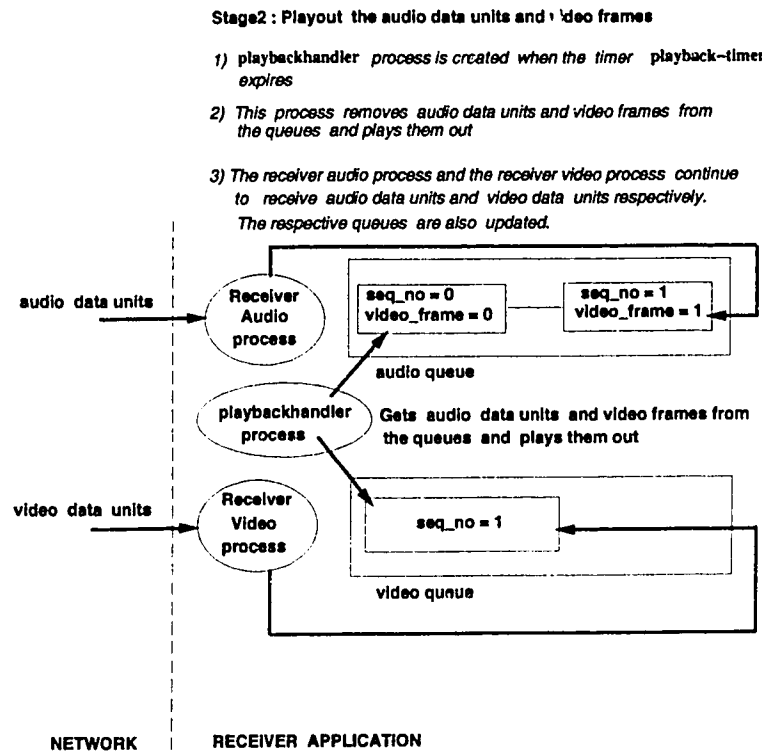 Stage2 : Playout the audio data units and video frames
1) playbackhandler process is created when the timer playback-timer
expires
2) This process removes audio data units and video frames from
the queues and plays them out
3) The receiver audio process and the receiver video process continue
to receive audio data units and video data units respectively.
The respective queues are also updated.
audio data units
Receiver
Audio
process
seq_no = 0
video_frame = 0
seq_no = 1
video_frame = 1
audio queue
playbackhandler
process
Gets audio data units and video frames from
the queues and plays them out
video data units
Receiver
Video
process
seq_no = 1
video queue
NETWORK
RECEIVER APPLICATION